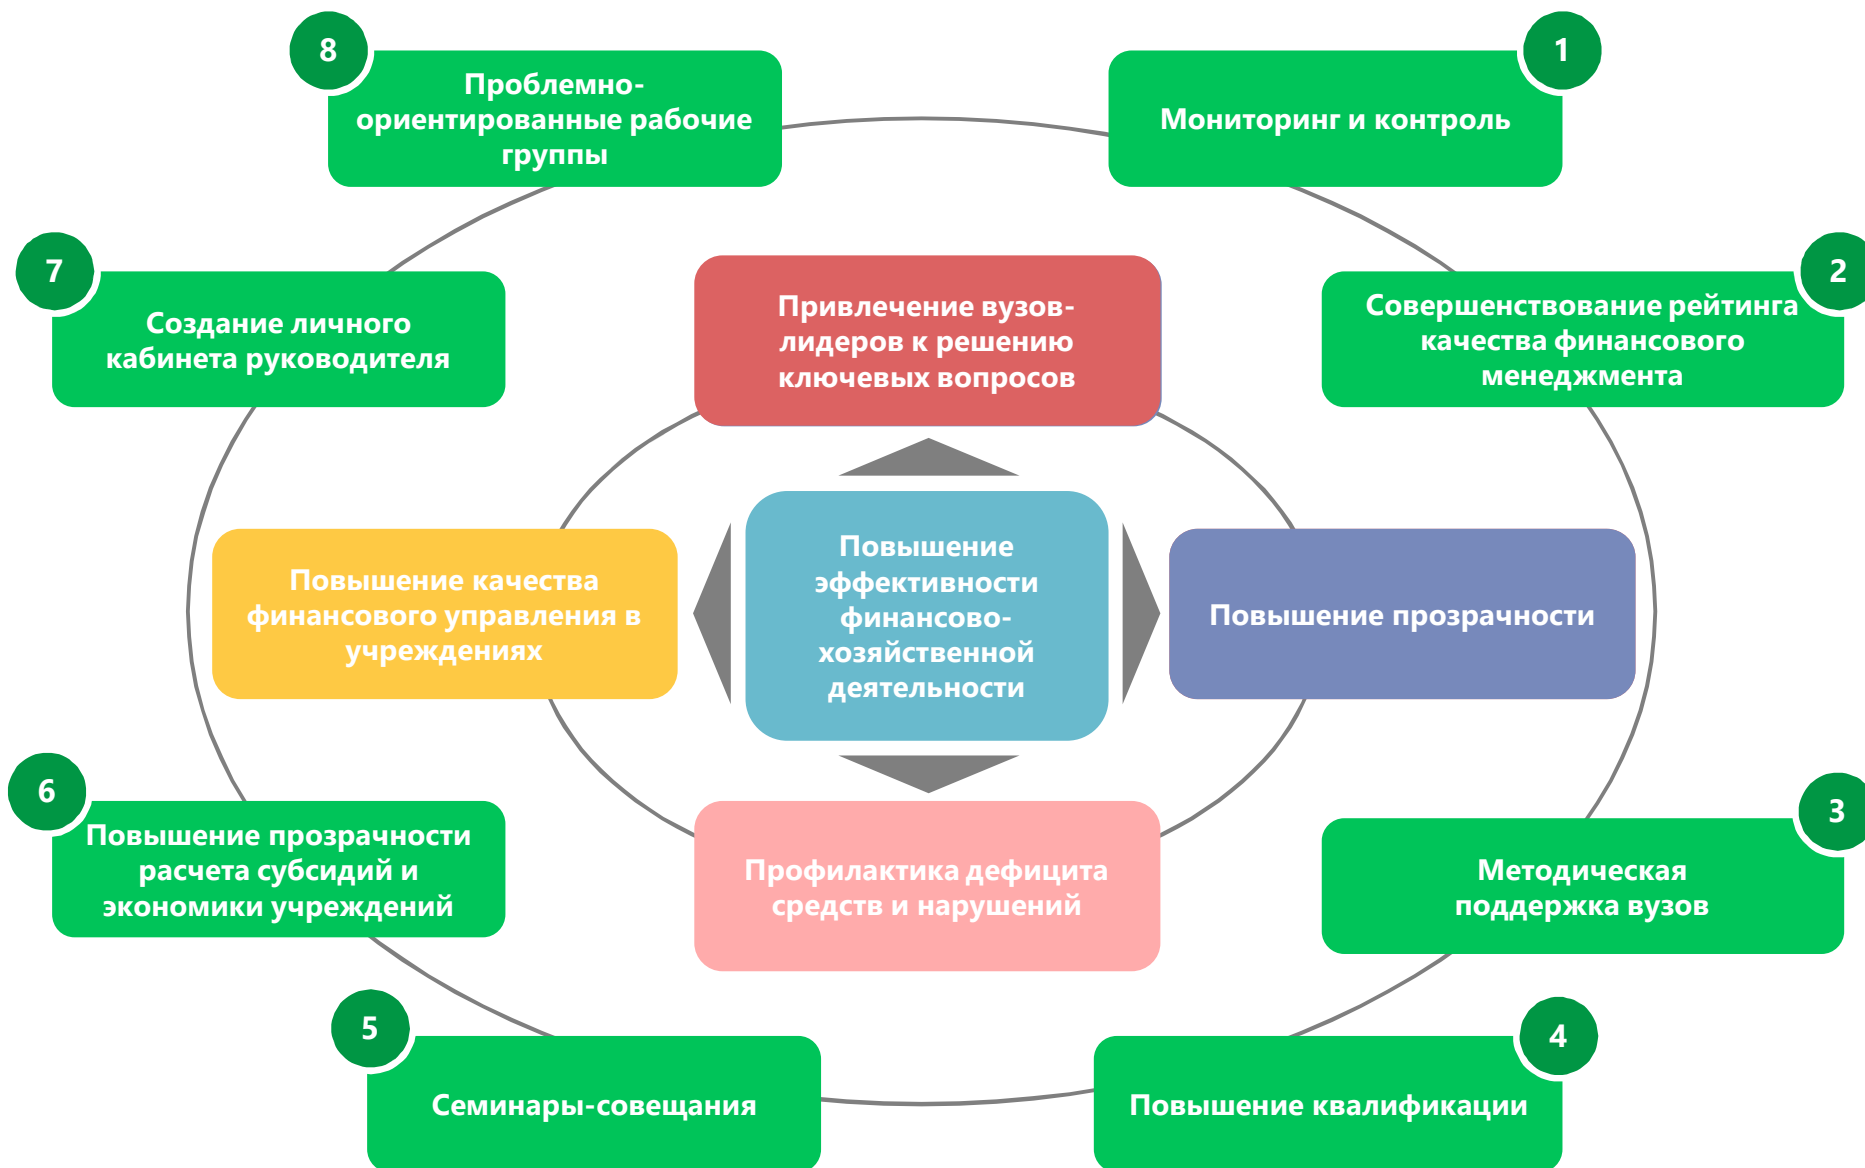 8
Проблемно-
ориентированные рабочие
группы
1
Мониторинг и контроль
7
Создание личного
кабинета руководителя
Привлечение вузов-
лидеров к решению
ключевых вопросов
2
Совершенствование рейтинга
качества финансового
менеджмента
Повышение качества
финансового управления в
учреждениях
Повышение
эффективности
финансово-
хозяйственной
деятельности
Повышение прозрачности
6
Повышение прозрачности
расчета субсидий и
экономики учреждений
Профилактика дефицита
средств и нарушений
3
Методическая
поддержка вузов
5
Семинары-совещания
4
Повышение квалификации